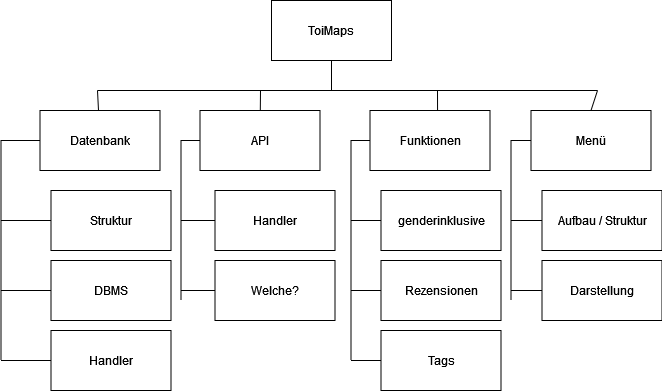 ToiMaps
Datenbank
API
Funktionen
Menü
Struktur
Handler
genderinklusive
Aufbau / Struktur
DBMS
Welche?
Rezensionen
Darstellung
Handler
Tags